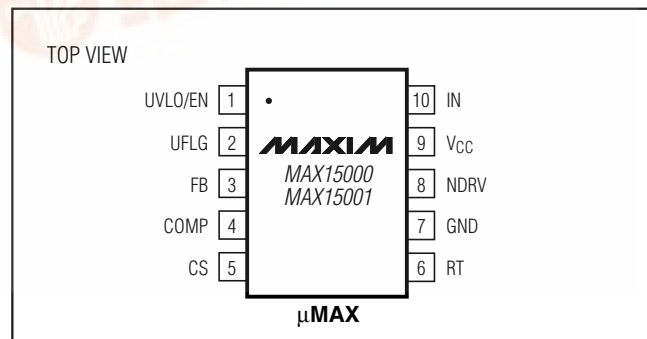 TOP VIEW
UVLO/EN 1
10 IN
UFLG 2
MAXIM
9 VCC
FB 3
MAX15000
MAX15001
8 NDRV
COMP 4
7 GND
CS 5
6 RT
µMAX